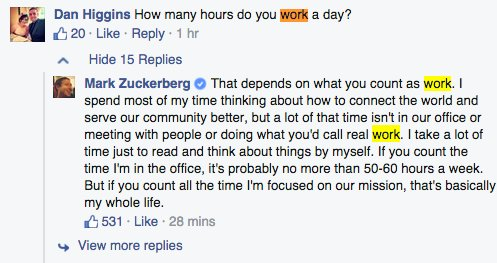 Dan Higgins How many hours do you work a day?
20 · Like · Reply · 1 hr
Hide 15 Replies
Mark Zuckerberg That depends on what you count as work. I
spend most of my time thinking about how to connect the world and
serve our community better, but a lot of that time isn't in our office or
meeting with people or doing what you'd call real work. I take a lot of
time just to read and think about things by myself. If you count the
time I'm in the office, it's probably no more than 50-60 hours a week.
But if you count all the time I'm focused on our mission, that's basically
my whole life.
531 · Like · 28 mins
View more replies